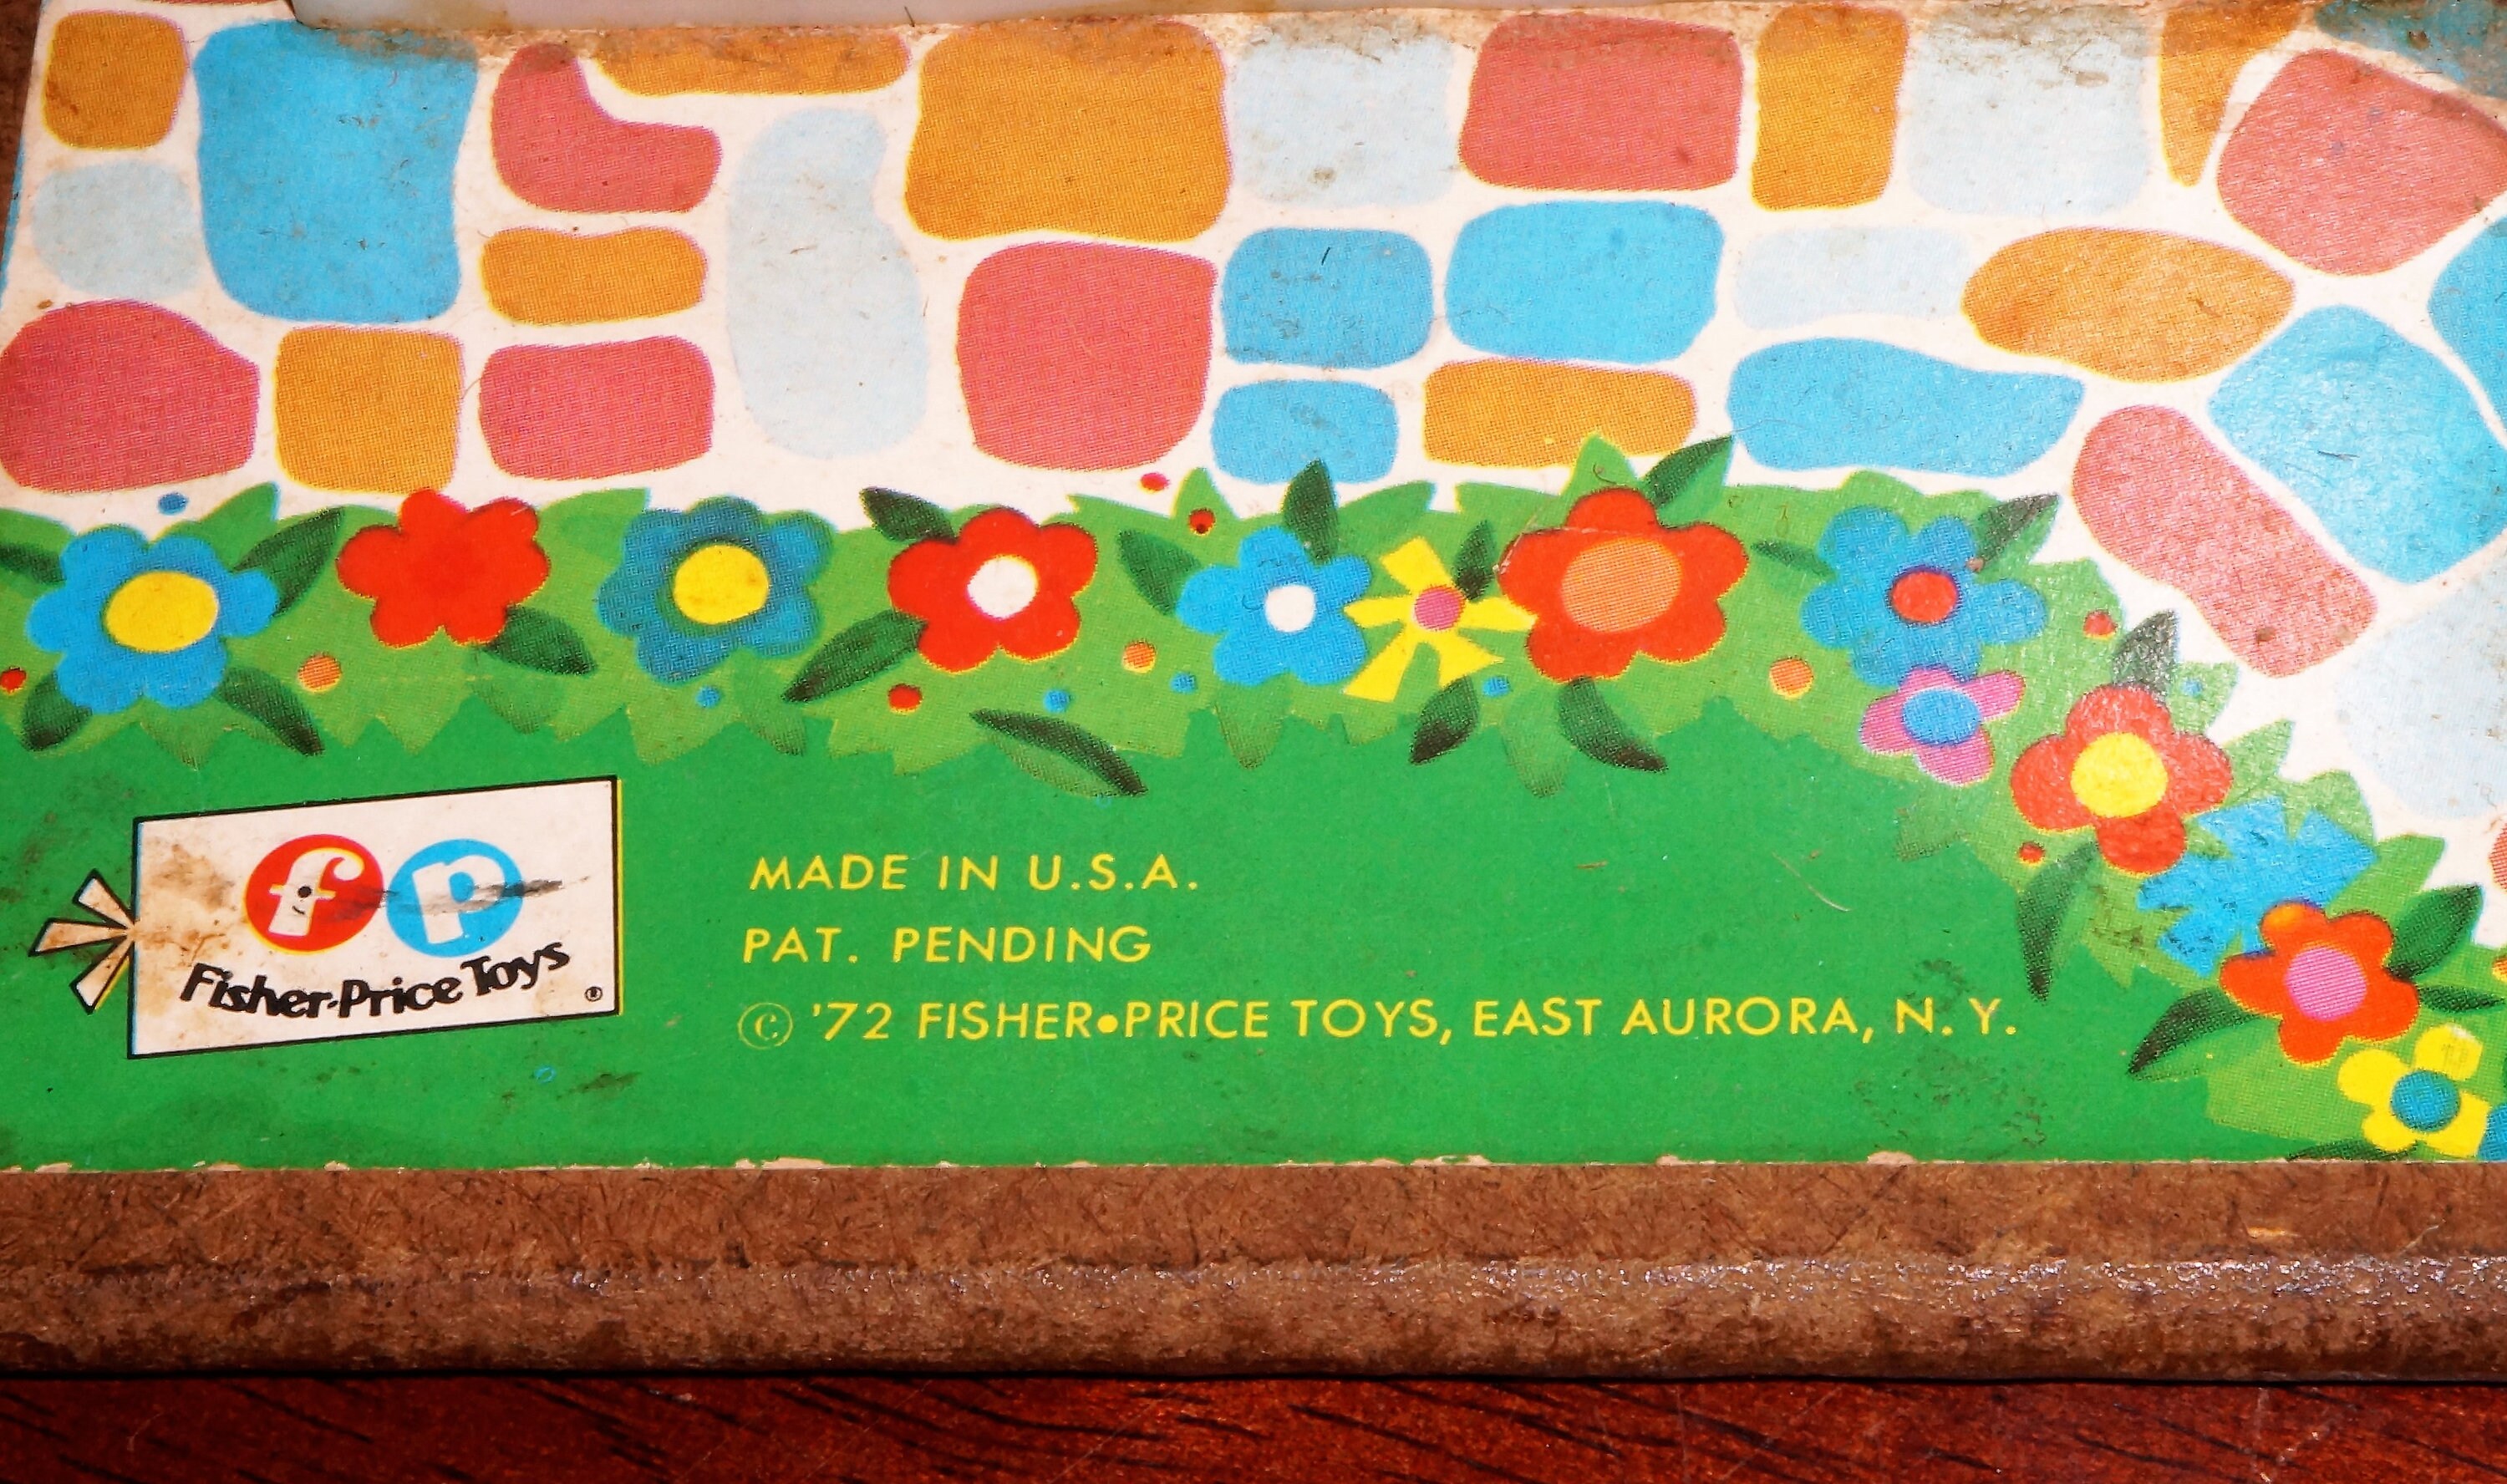 fp
Fisher-Price Toys
®
MADE IN U.S.A.
PAT. PENDING
© '72 FISHER•PRICE TOYS, EAST AURORA, N.Y.